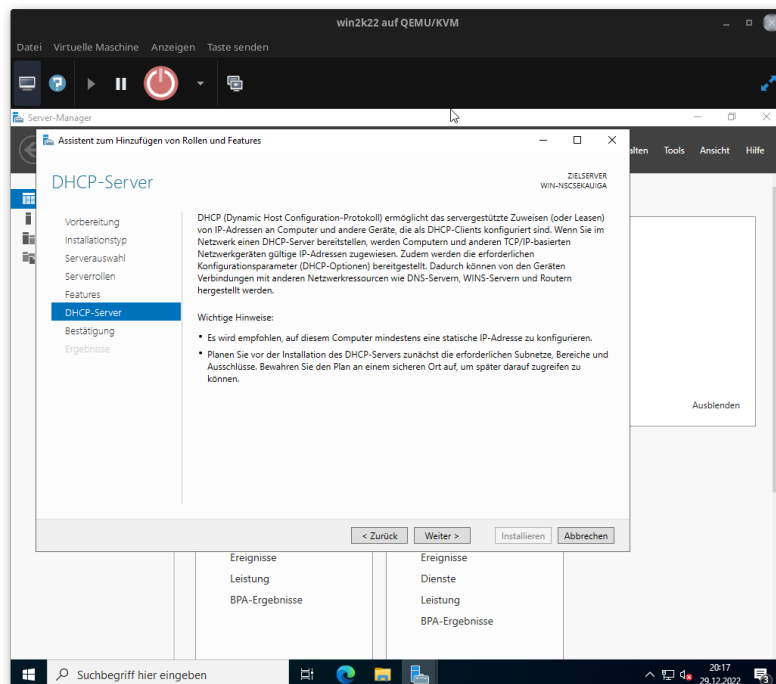 win2k22 auf QEMU/KVM
Datei Virtuelle Maschine Anzeigen Taste senden
Server-Manager
Assistent zum Hinzufügen von Rollen und Features
alten Tools Ansicht Hilfe
DHCP-Server
ZIELSERVER
WIN-NSCSEKAUIGA
Vorbereitung
Installationstyp
Serverauswahl
Serverrollen
Features
DHCP-Server
Bestätigung
Ergebnisse
DHCP (Dynamic Host Configuration-Protokoll) ermöglicht das servergestützte Zuweisen (oder Leasen)
von IP-Adressen an Computer und andere Geräte, die als DHCP-Clients konfiguriert sind. Wenn Sie im
Netzwerk einen DHCP-Server bereitstellen, werden Computern und anderen TCP/IP-basierten
Netzwerkgeräten gültige IP-Adressen zugewiesen. Zudem werden die erforderlichen
Konfigurationsparameter (DHCP-Optionen) bereitgestellt. Dadurch können von den Geräten
Verbindungen mit anderen Netzwerkressourcen wie DNS-Servern, WINS-Servern und Routern
hergestellt werden.
Wichtige Hinweise:
• Es wird empfohlen, auf diesem Computer mindestens eine statische IP-Adresse zu konfigurieren.
• Planen Sie vor der Installation des DHCP-Servers zunächst die erforderlichen Subnetze, Bereiche und
Ausschlüsse. Bewahren Sie den Plan an einem sicheren Ort auf, um später darauf zugreifen zu
können.
Ausblenden
< Zurück Weiter > Installieren Abbrechen
Ereignisse
Leistung
BPA-Ergebnisse
Ereignisse
Dienste
Leistung
BPA-Ergebnisse
Suchbegriff hier eingeben
20:17
29.12.2022
3